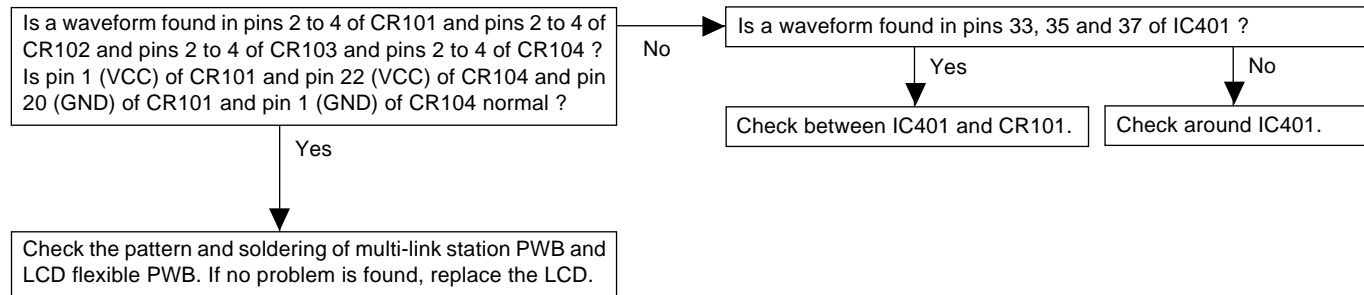 Is a waveform found in pins 2 to 4 of CR101 and pins 2 to 4 of
CR102 and pins 2 to 4 of CR103 and pins 2 to 4 of CR104 ?
Is pin 1 (VCC) of CR101 and pin 22 (VCC) of CR104 and pin
20 (GND) of CR101 and pin 1 (GND) of CR104 normal ?
No
Is a waveform found in pins 33, 35 and 37 of IC401 ?
Yes
No
Check between IC401 and CR101.
Check around IC401.
Yes
Check the pattern and soldering of multi-link station PWB and
LCD flexible PWB. If no problem is found, replace the LCD.